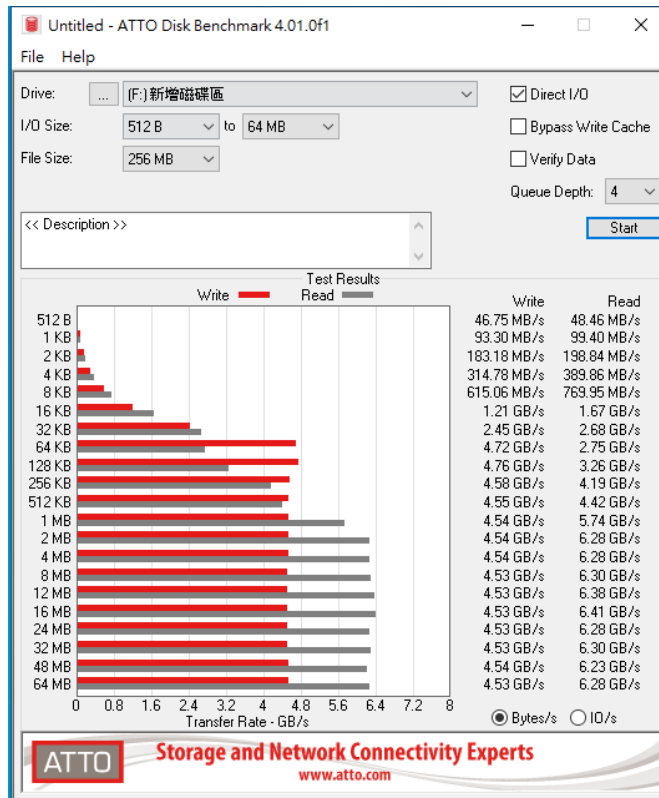 Untitled - ATTO Disk Benchmark 4.01.0f1
File Help
Drive: ... (F:)新增磁碟區 Direct I/O
I/O Size: 512 B to 64 MB Bypass Write Cache
File Size: 256 MB Verify Data
Queue Depth: 4
<< Description >> Start
Test Results
Write Read Write Read
512 B 46.75 MB/s 48.46 MB/s
1 KB 93.30 MB/s 99.40 MB/s
2 KB 183.18 MB/s 198.84 MB/s
4 KB 314.78 MB/s 389.86 MB/s
8 KB 615.06 MB/s 769.95 MB/s
16 KB 1.21 GB/s 1.67 GB/s
32 KB 2.45 GB/s 2.68 GB/s
64 KB 4.72 GB/s 2.75 GB/s
128 KB 4.76 GB/s 3.26 GB/s
256 KB 4.58 GB/s 4.19 GB/s
512 KB 4.55 GB/s 4.42 GB/s
1 MB 4.54 GB/s 5.74 GB/s
2 MB 4.54 GB/s 6.28 GB/s
4 MB 4.54 GB/s 6.28 GB/s
8 MB 4.53 GB/s 6.30 GB/s
12 MB 4.53 GB/s 6.38 GB/s
16 MB 4.53 GB/s 6.41 GB/s
24 MB 4.53 GB/s 6.28 GB/s
32 MB 4.53 GB/s 6.30 GB/s
48 MB 4.54 GB/s 6.23 GB/s
64 MB 4.53 GB/s 6.28 GB/s
0 0.8 1.6 2.4 3.2 4 4.8 5.6 6.4 7.2 8
Transfer Rate - GB/s Bytes/s IO/s
ATTO Storage and Network Connectivity Experts
www.atto.com